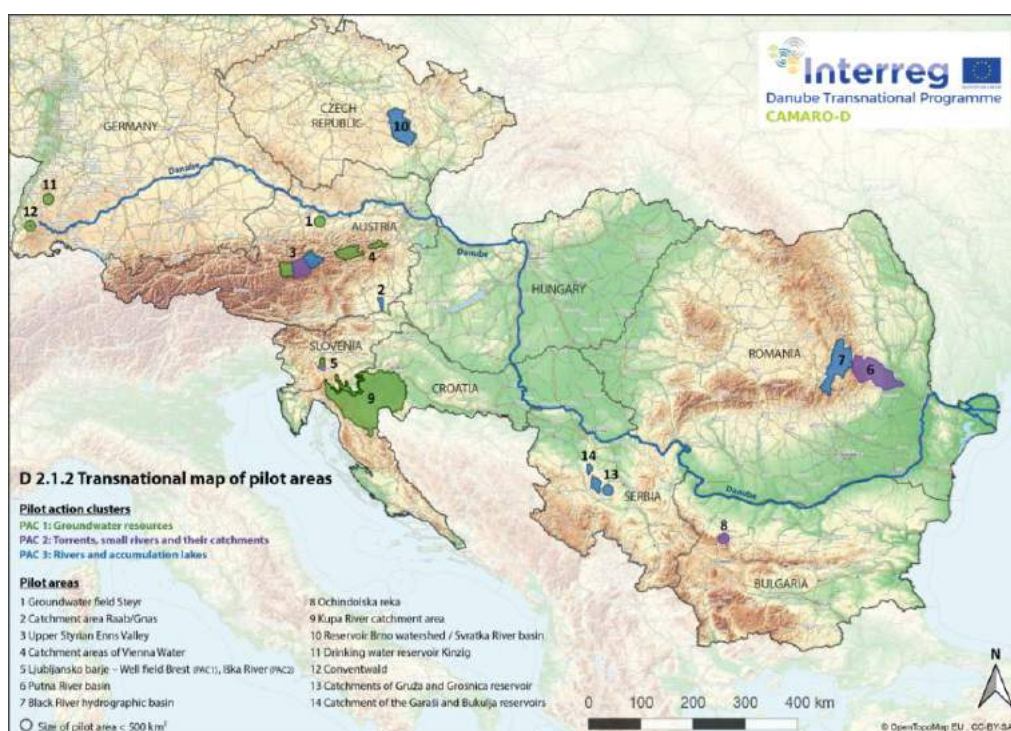 Interreg
Danube Transnational Programme
CAMARO-D
CZECH
REPUBLIC
10
GERMANY
Danube
11
12
1
AUSTRIA
3
4
Danube
2
HUNGARY
SLOVENIA
5
ROMANIA
7
6
CROATIA
9
14
13
SERBIA
Danube
8
BULGARIA
D 2.1.2 Transnational map of pilot areas
Pilot action clusters
PAC 1: Groundwater resources
PAC 2: Torrents, small rivers and their catchments
PAC 3: Rivers and accumulation lakes
Pilot areas
1 Groundwater field Steyr
2 Catchment area Raab/Gnas
3 Upper Styrian Enns Valley
4 Catchment areas of Vienna Water
5 Ljubljansko barje – Well field Brest (PAC1), Iška River (PAC2)
6 Putna River basin
7 Black River hydrographic basin
8 Ochindolska reka
9 Kupa River catchment area
10 Reservoir Brno watershed / Svratka River basin
11 Drinking water reservoir Kinzig
12 Conventwald
13 Catchments of Gruža and Grosnica reservoir
14 Catchment of the Garaši and Bukulja reservoirs
Size of pilot area < 500 km²
0 100 200 300 400 km
N
© OpenTopoMap EU , CC-BY-SA